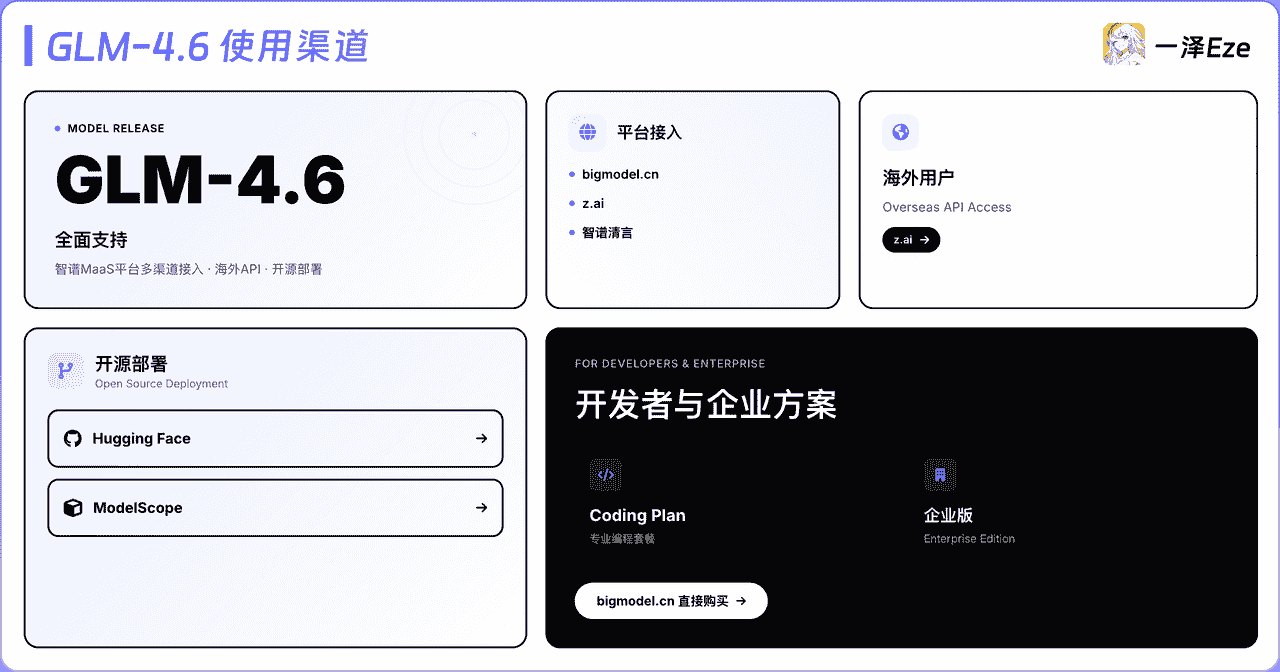 GLM-4.6 使用渠道
一泽Eze
MODEL RELEASE
GLM-4.6
全面支持
智谱MaaS平台多渠道接入 · 海外API · 开源部署
平台接入
bigmodel.cn
z.ai
智谱清言
海外用户
Overseas API Access
z.ai →
开源部署
Open Source Deployment
Hugging Face →
ModelScope →
FOR DEVELOPERS & ENTERPRISE
开发者与企业方案
Coding Plan
专业编程套餐
企业版
Enterprise Edition
bigmodel.cn 直接购买 →